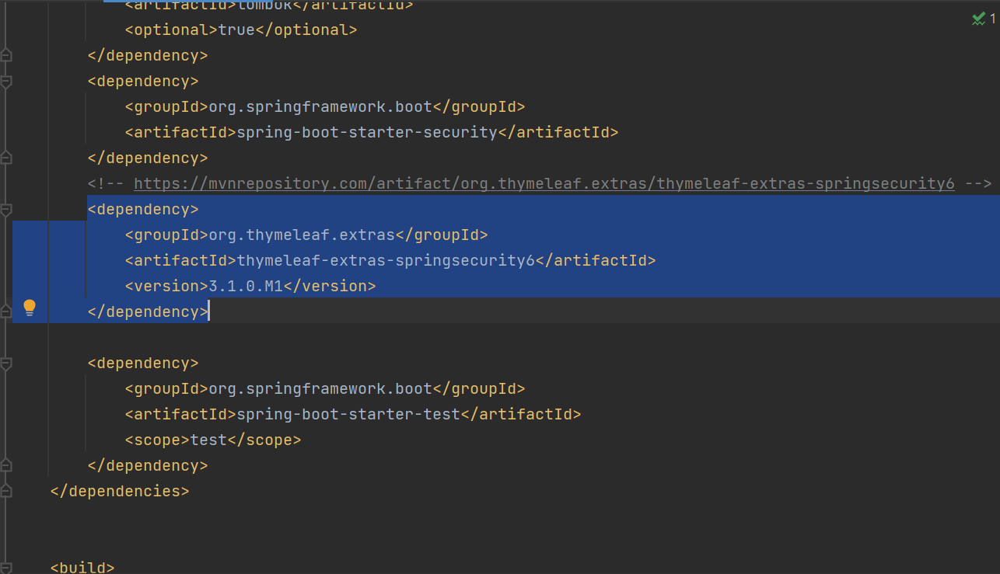 <artifactId>lombok</artifactId>
<optional>true</optional>
</dependency>
<dependency>
<groupId>org.springframework.boot</groupId>
<artifactId>spring-boot-starter-security</artifactId>
</dependency>
<!-- https://mvnrepository.com/artifact/org.thymeleaf.extras/thymeleaf-extras-springsecurity6 -->
<dependency>
<groupId>org.thymeleaf.extras</groupId>
<artifactId>thymeleaf-extras-springsecurity6</artifactId>
<version>3.1.0.M1</version>
</dependency>
<dependency>
<groupId>org.springframework.boot</groupId>
<artifactId>spring-boot-starter-test</artifactId>
<scope>test</scope>
</dependency>
</dependencies>
<build>
1